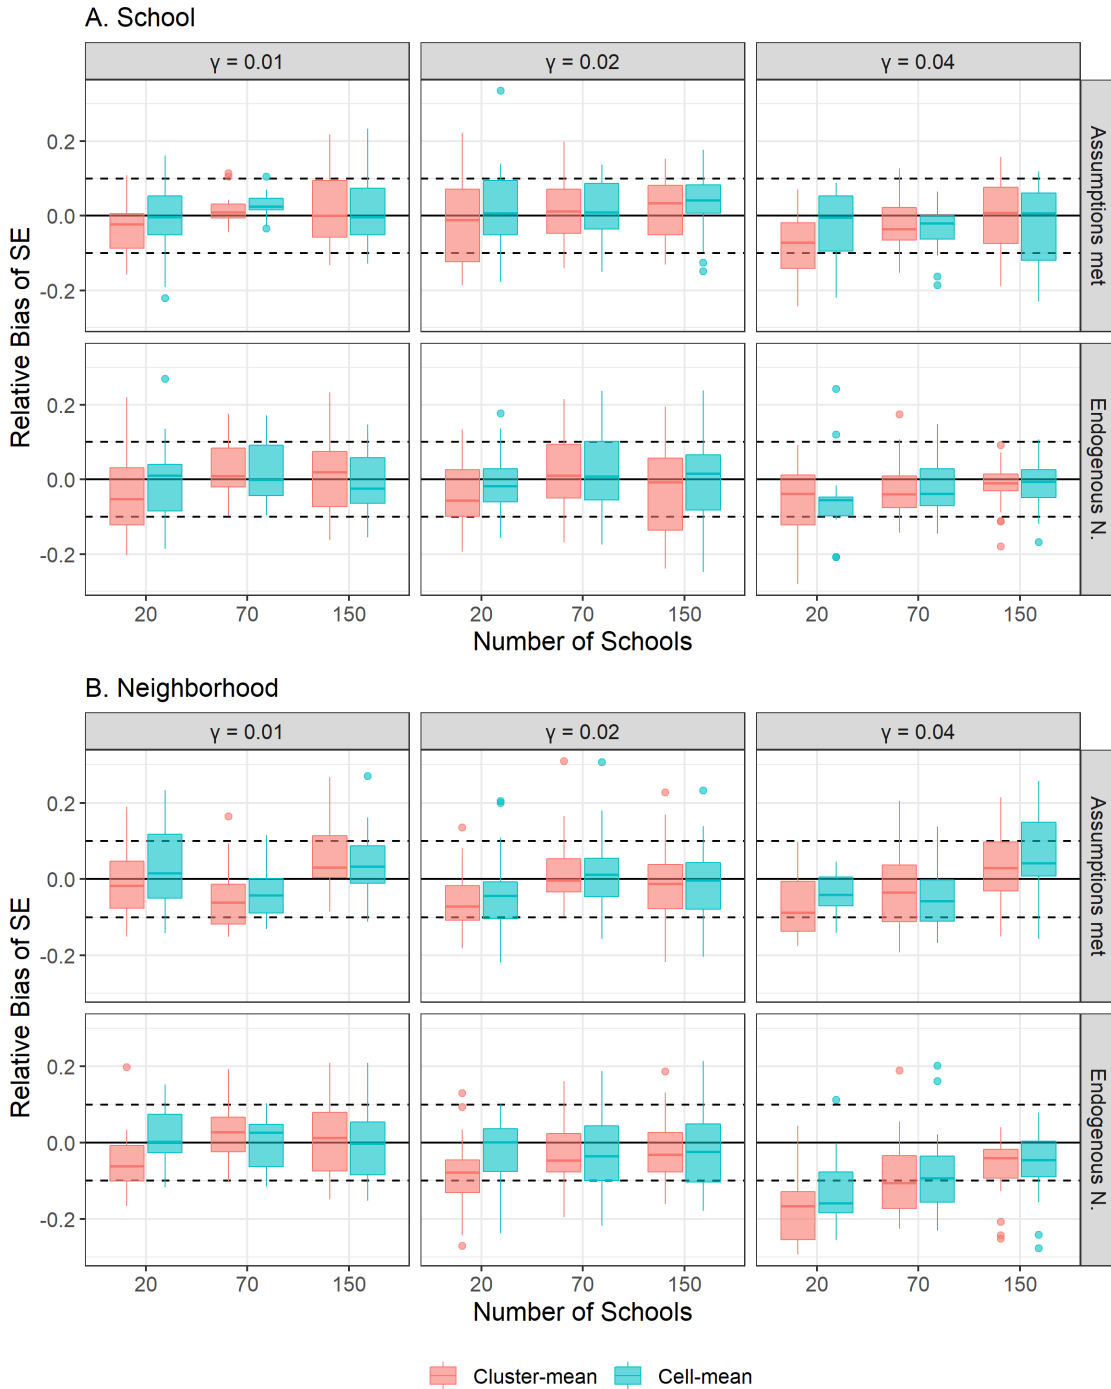 A. School
γ = 0.01
γ = 0.02
γ = 0.04
Relative Bias of SE
0.2
0.0
-0.2
Assumptions met
0.2
0.0
-0.2
Endogenous N.
20
70
150
20
70
150
20
70
150
Number of Schools
B. Neighborhood
γ = 0.01
γ = 0.02
γ = 0.04
Relative Bias of SE
0.2
0.0
-0.2
Assumptions met
0.2
0.0
-0.2
Endogenous N.
20
70
150
20
70
150
20
70
150
Number of Schools
Cluster-mean
Cell-mean